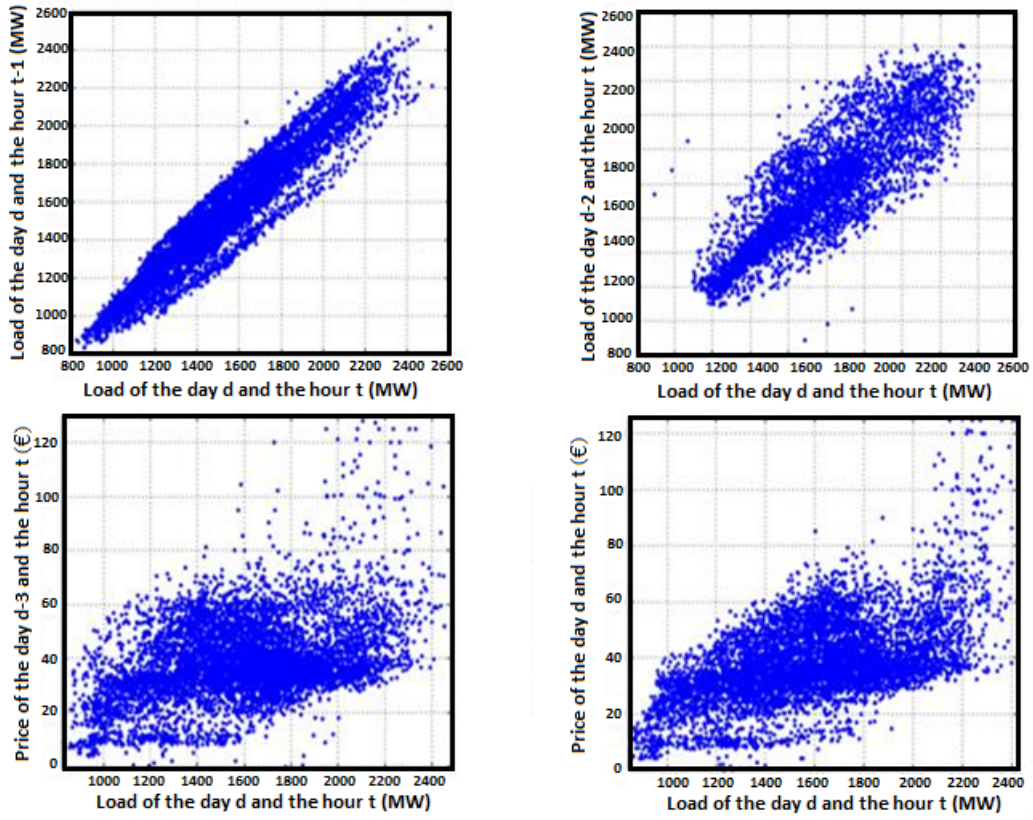 Load of the day d and the hour t-1 (MW)
2600
2400
2200
2000
1800
1600
1400
1200
1000
800
800 1000 1200 1400 1600 1800 2000 2200 2400 2600
Load of the day d and the hour t (MW)
Load of the day d-2 and the hour t (MW)
2600
2400
2200
2000
1800
1600
1400
1200
1000
800
800 1000 1200 1400 1600 1800 2000 2200 2400 2600
Load of the day d and the hour t (MW)
Price of the day d-3 and the hour t (€)
120
100
80
60
40
20
0
1000 1200 1400 1600 1800 2000 2200 2400
Load of the day d and the hour t (MW)
Price of the day d and the hour t (€)
120
100
80
60
40
20
0
1000 1200 1400 1600 1800 2000 2200 2400
Load of the day d and the hour t (MW)